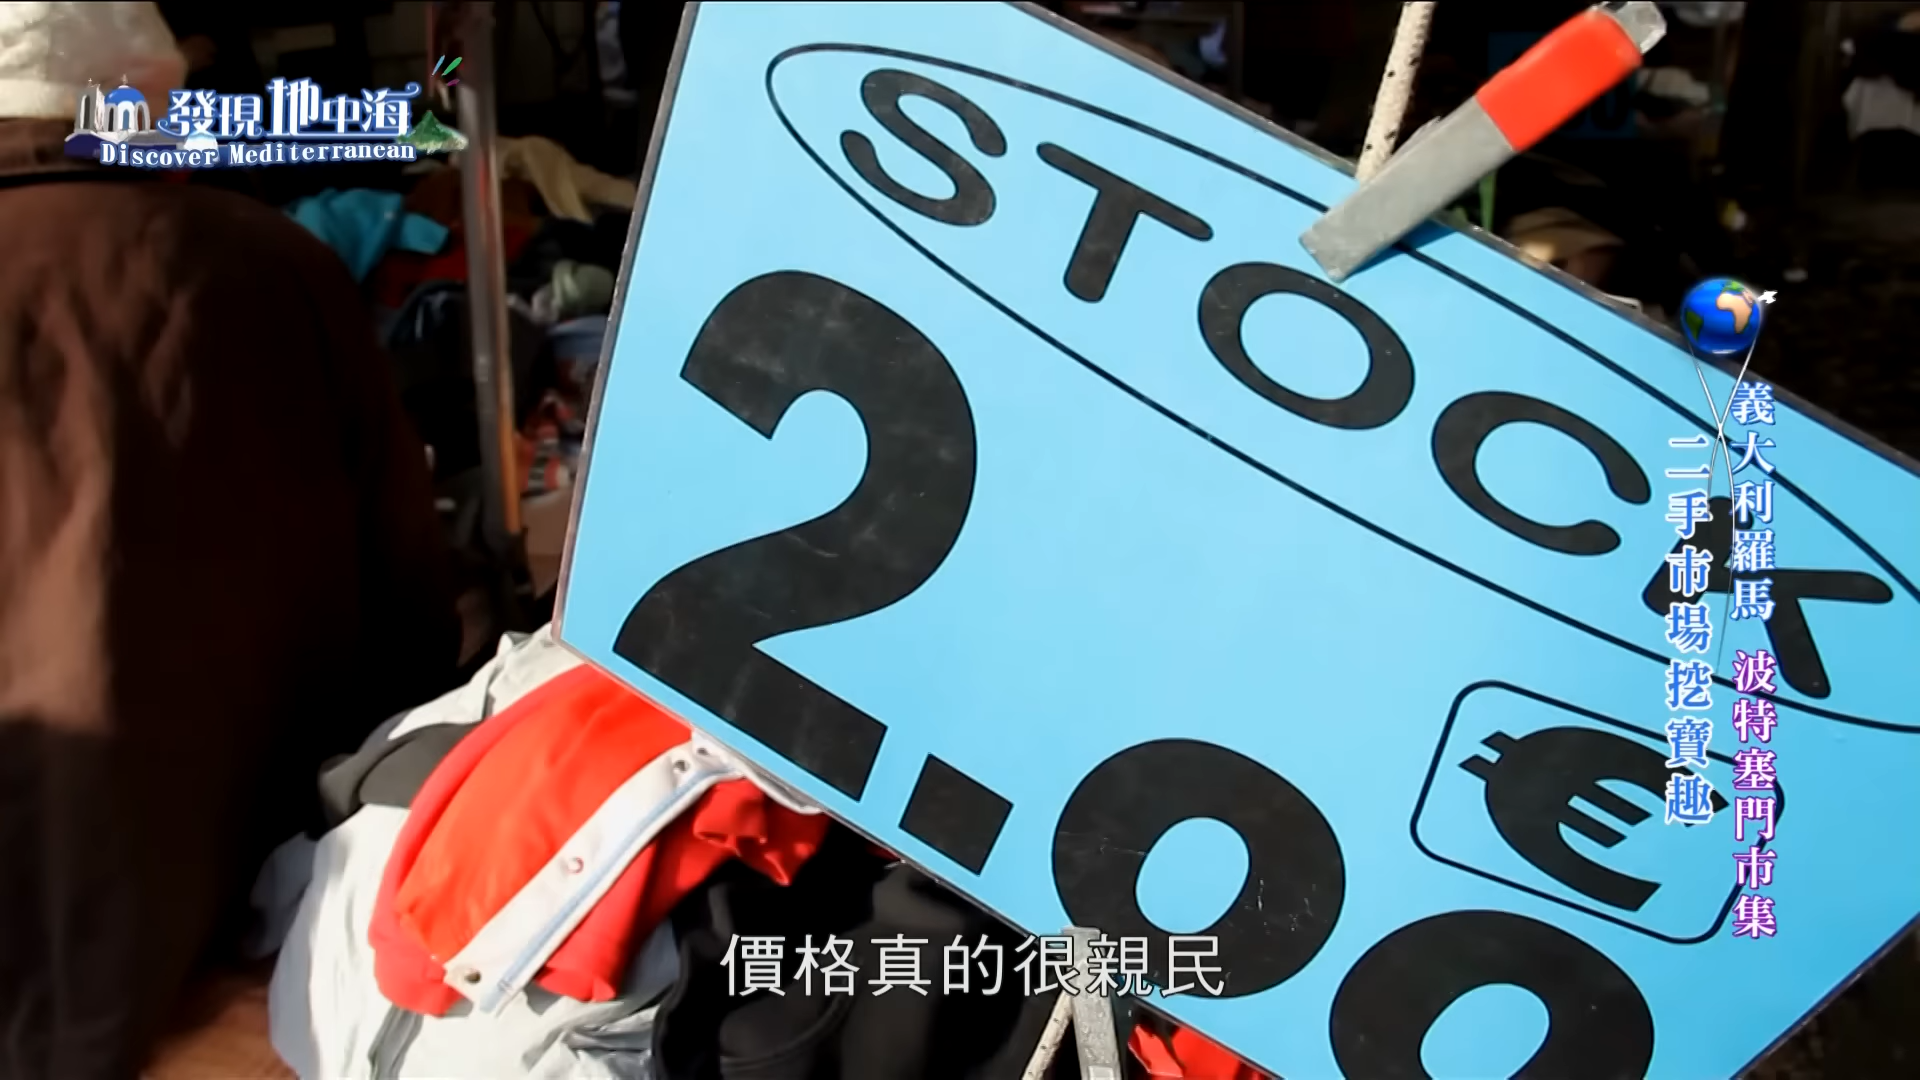 發現地中海
Discover Mediterranean
STOCK
2.00
€
義大利羅馬 波特塞門市集
二手市場挖寶趣
價格真的很親民